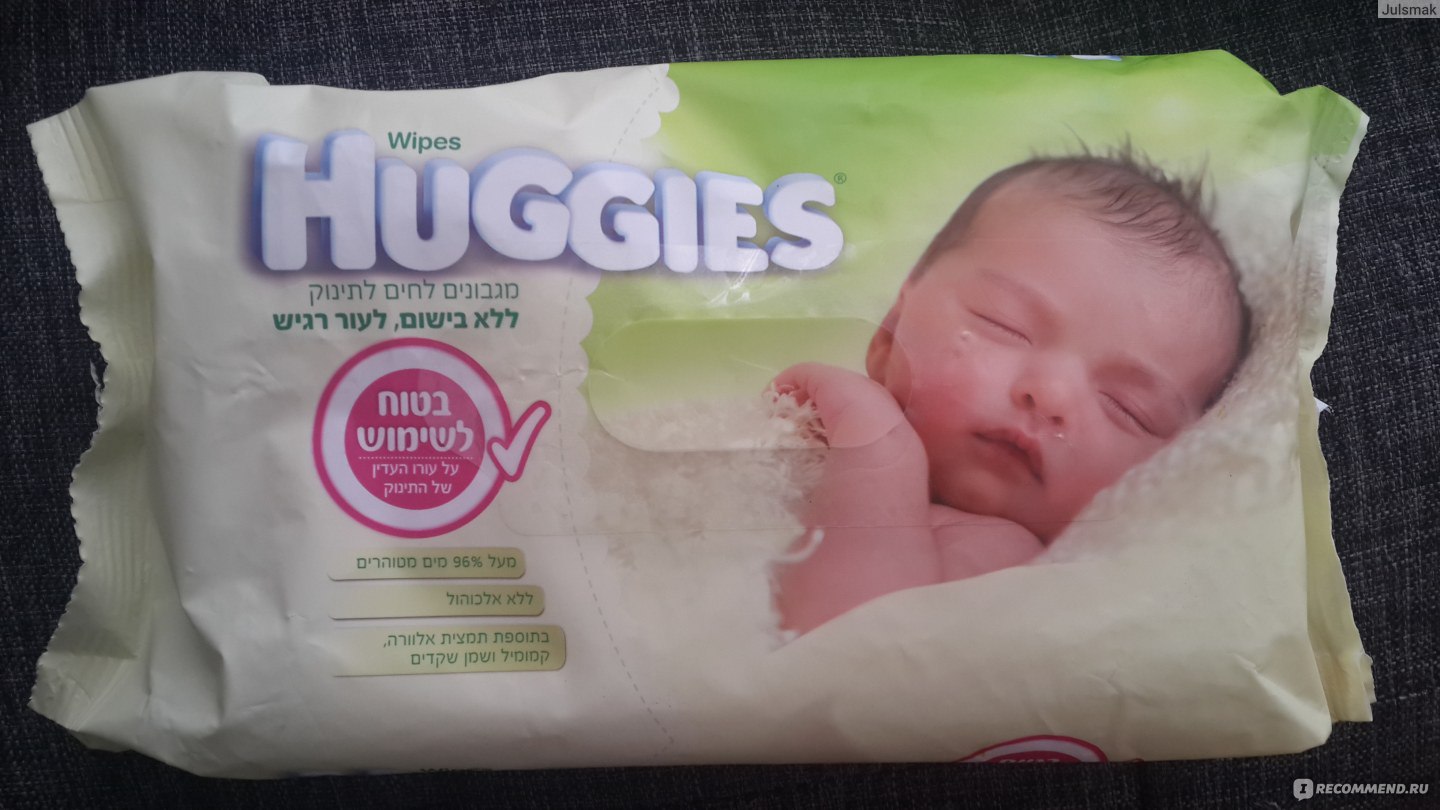 Julsmak
Wipes
HUGGIES®
מגבונים לחים לתינוק
ללא בישום, לעור רגיש
בטוח
לשימוש
על עורו העדין
של התינוק
מעל 96% מים מטוהרים
ללא אלכוהול
בתוספת תמצית אלוורה,
קמומיל ושמן שקדים
IRECOMMEND.RU